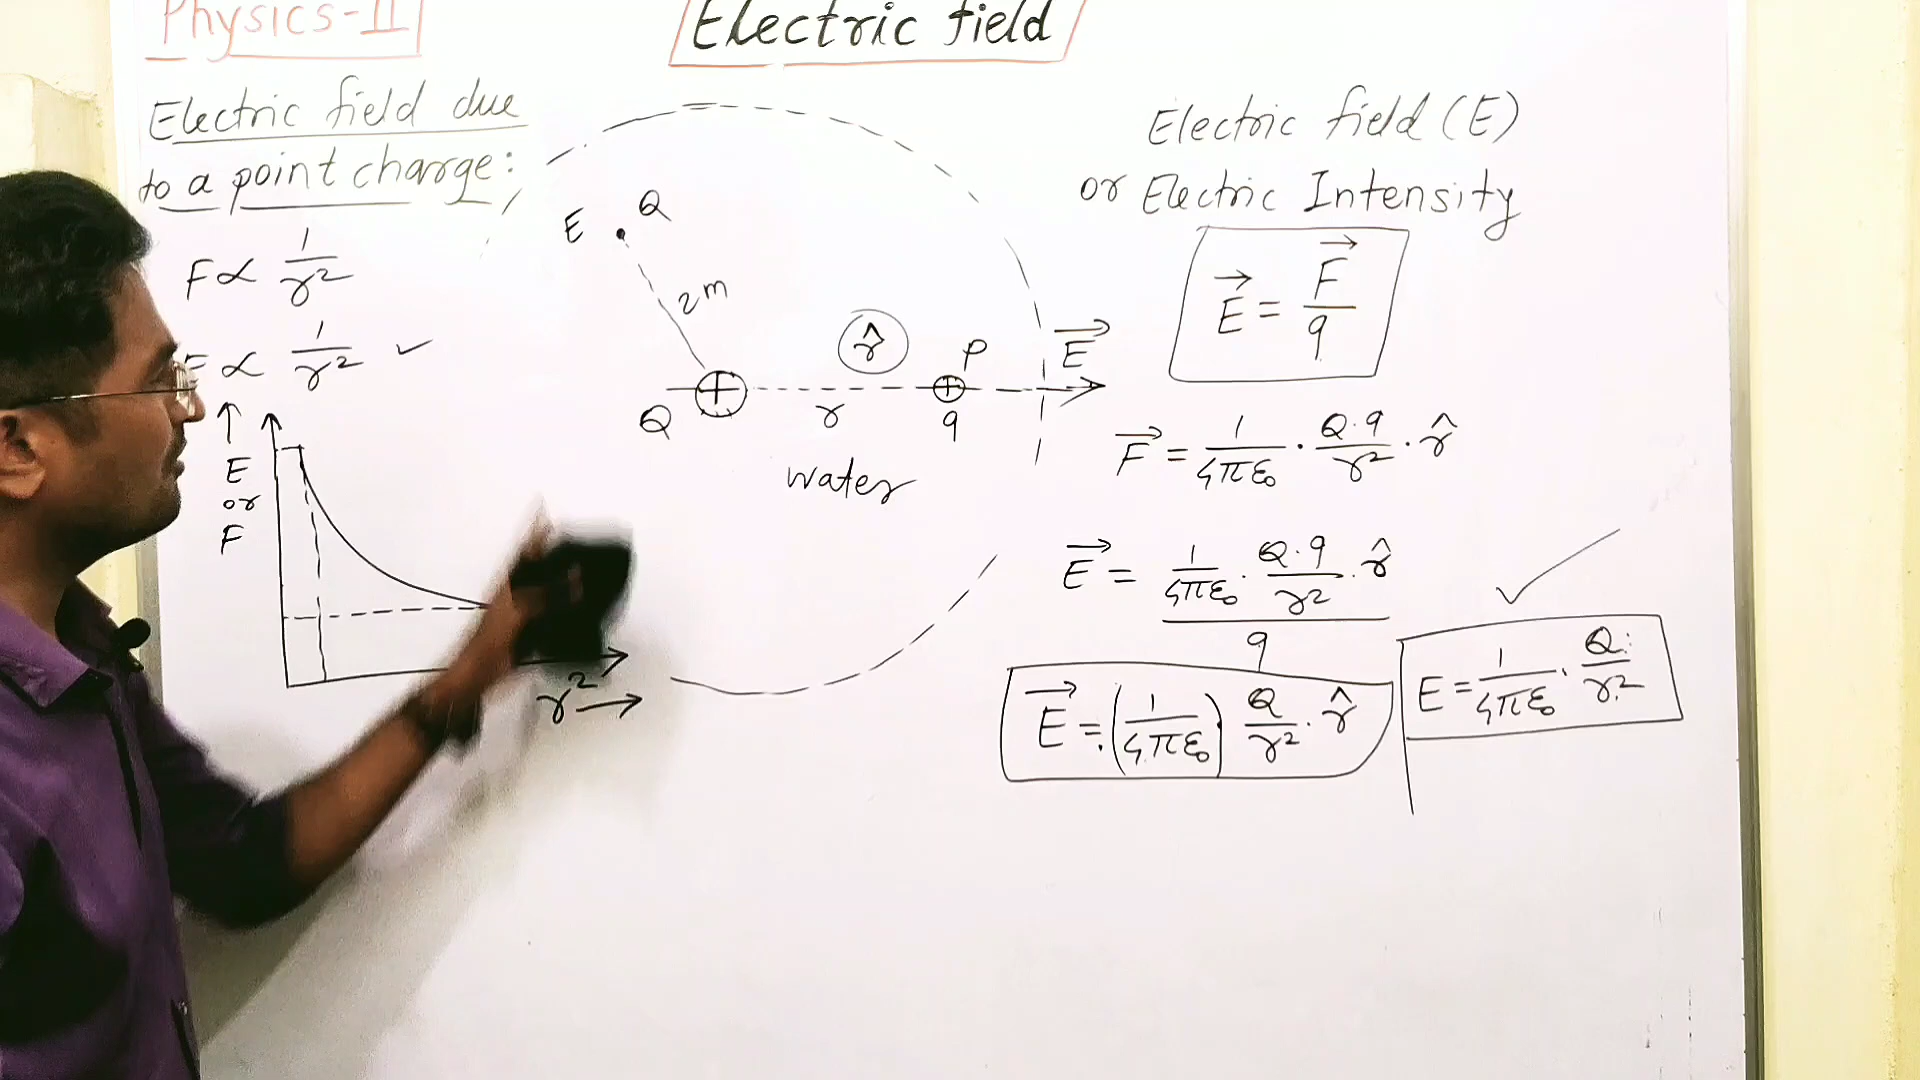 Physics-II
Electric field
Electric field due
to a point charge:
F ∝ 1/r²
E ∝ 1/r² ✓
E
or
F
r²
E Q
2m
r̂
P
E⃗
Q
r
q
water
Electric field (E)
or Electric Intensity
E⃗ = F⃗/q
F⃗ = 1/4πε₀ · Q·q/r² · r̂
E⃗ = (1/4πε₀ · Q·q/r² · r̂)/q
E⃗ = (1/4πε₀) Q/r² · r̂
E = 1/4πε₀ · Q/r²